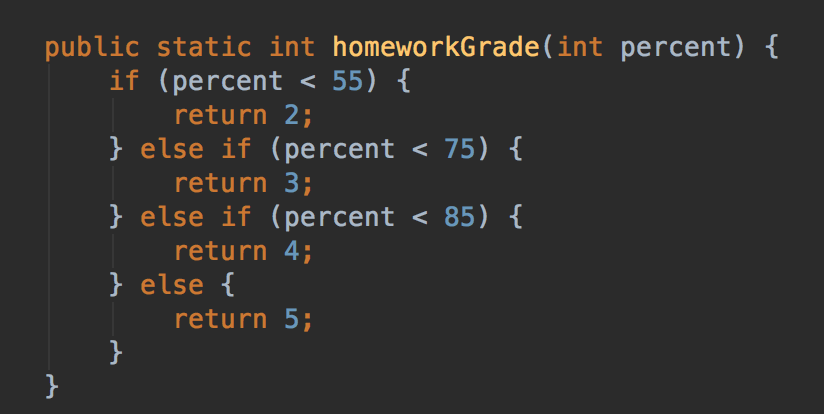 public static int homeworkGrade(int percent) {
    if (percent < 55) {
        return 2;
    } else if (percent < 75) {
        return 3;
    } else if (percent < 85) {
        return 4;
    } else {
        return 5;
    }
}